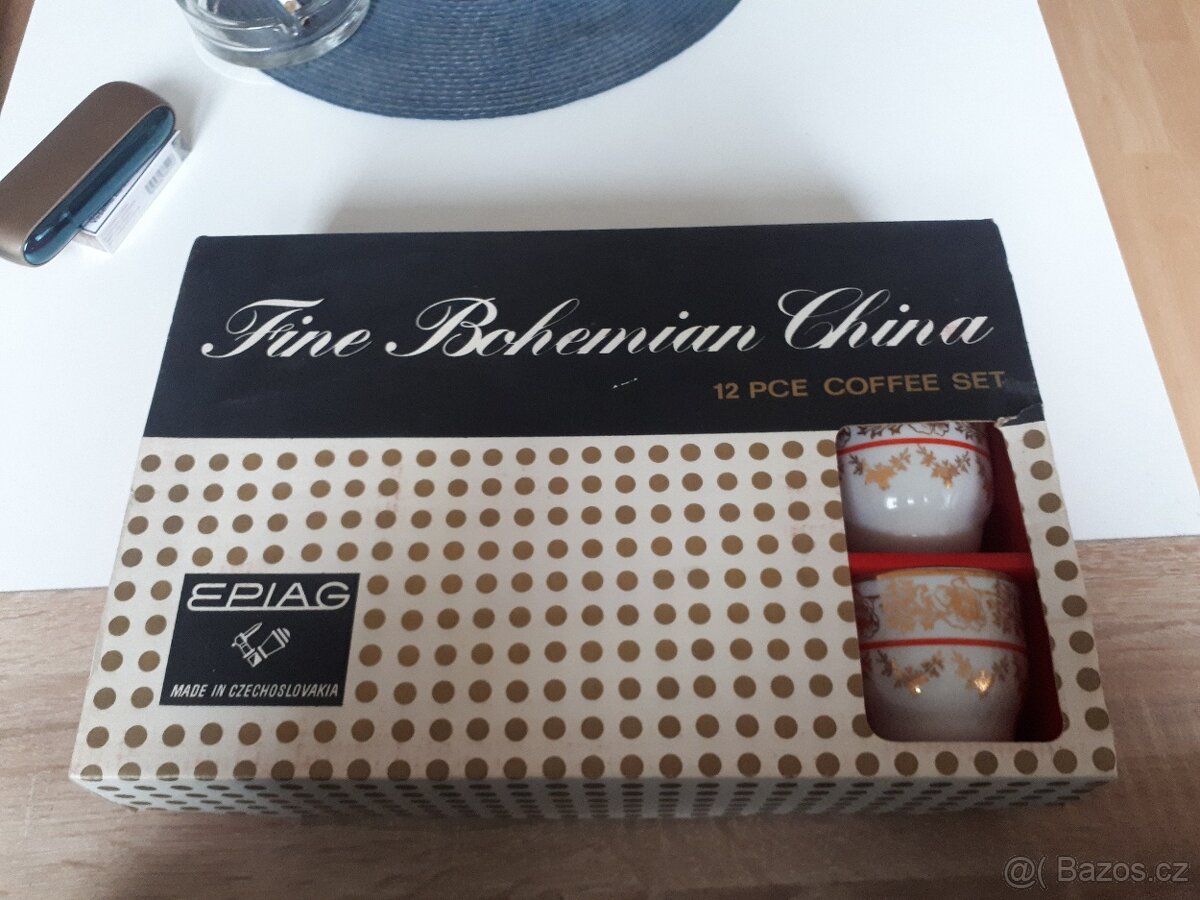 Fine Bohemian China
12 PCE COFFEE SET
EPIAG
MADE IN CZECHOSLOVAKIA
@( Bazos.cz